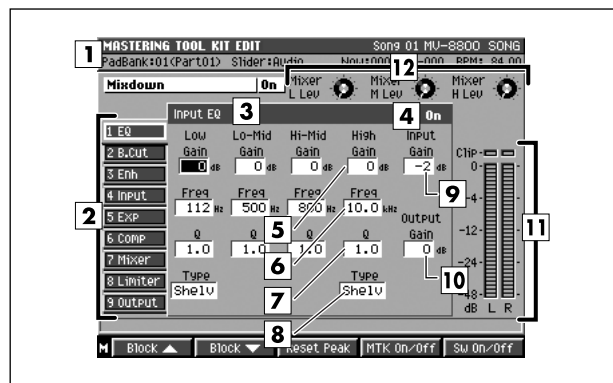 1 MASTERING TOOL KIT EDIT Song 01 MV-8800 SONG
PadBank:01(Part01) Slider:Audio Now: -000 BPM: 84.00
12
Mixdown On Mixer L Lev Mixer M Lev Mixer H Lev
Input EQ 3 4 On
2
1 EQ
2 B.Cut
3 Enh
4 Input
5 Exp
6 Comp
7 Mixer
8 Limiter
9 Output
Low Lo-Mid Hi-Mid High Input
Gain Gain Gain Gain Gain
0 dB 0 dB 0 dB 0 dB -2 dB
5 9
Freq Freq Freq Freq
112 Hz 500 Hz 800 Hz 10.0 kHz
6
Output
Gain
0 dB
10
Q Q Q Q
1.0 1.0 1.0 1.0
7
Type Type
Shelv Shelv
8
Clip
0
-4
-12
-24
-48
dB L R
11
M Block ▲ Block ▼ Reset Peak MTK On/Off Sw On/Off